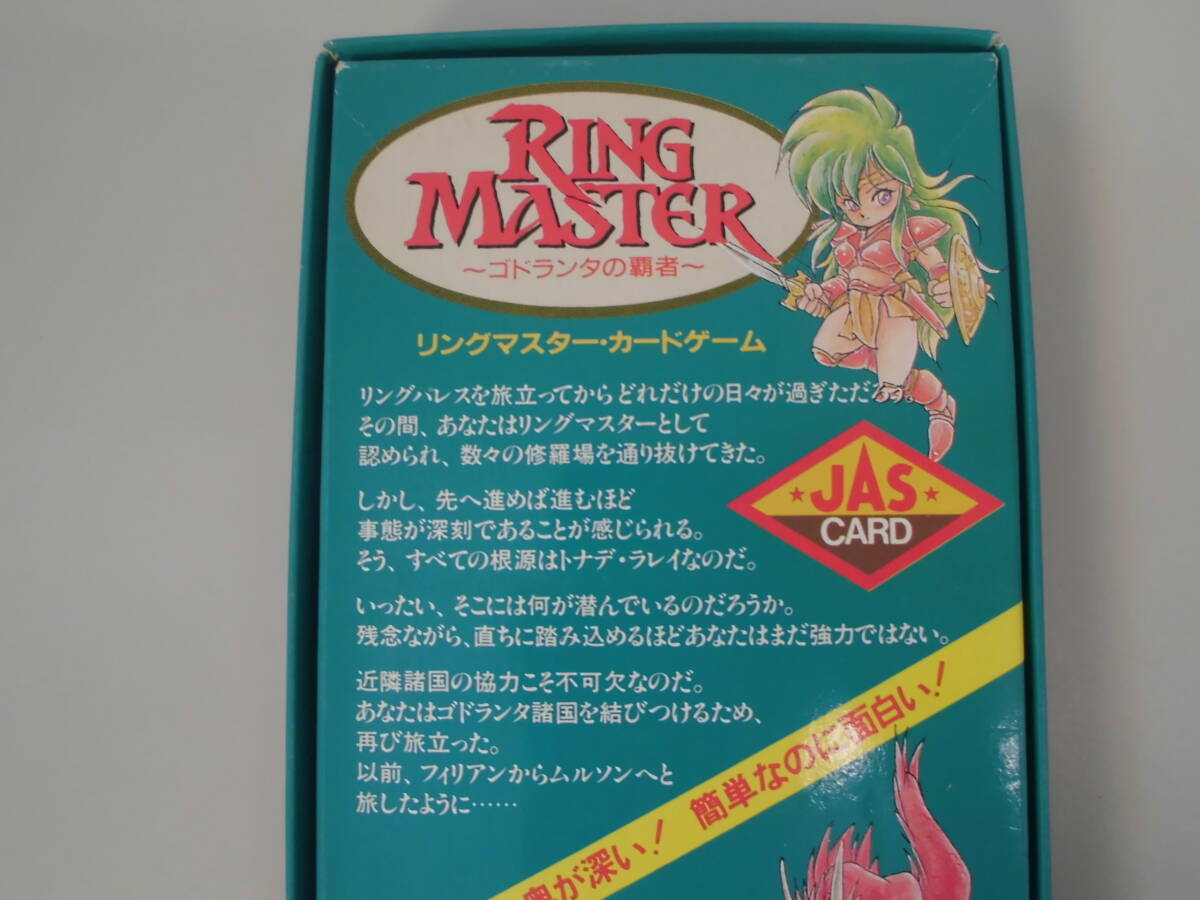 RING
MASTER
～ゴドランタの覇者～
リングマスター・カードゲーム
リングパレスを旅立ってからどれだけの日々が過ぎただろう。
その間、あなたはリングマスターとして
認められ、数々の修羅場を通り抜けてきた。
JAS
CARD
しかし、先へ進めば進むほど
事態が深刻であることが感じられる。
そう、すべての根源はトナデ・ラレイなのだ。
いったい、そこには何が潜んでいるのだろうか。
残念ながら、直ちに踏み込めるほどあなたはまだ強力ではない。
近隣諸国の協力こそ不可欠なのだ。
あなたはゴドランタ諸国を結びつけるため、
再び旅立った。
以前、フィリアンからムルソンへと
旅したように……
奥が深い！ 簡単なのに面白い！